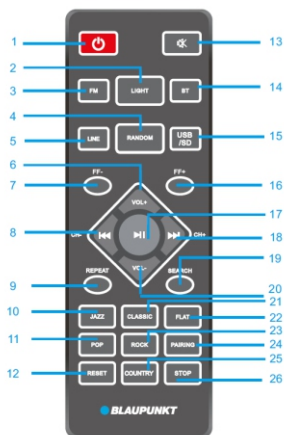 1
13
2
3
FM
LIGHT
BT
14
4
5
LINE
RANDOM
USB
/SD
15
6
FF-
FF+
7
16
VOL+
17
8
CH-
CH+
18
VOL-
19
REPEAT
SEARCH
9
20
21
10
JAZZ
CLASSIC
FLAT
22
23
11
POP
ROCK
PAIRING
24
25
12
RESET
COUNTRY
STOP
26
BLAUPUNKT